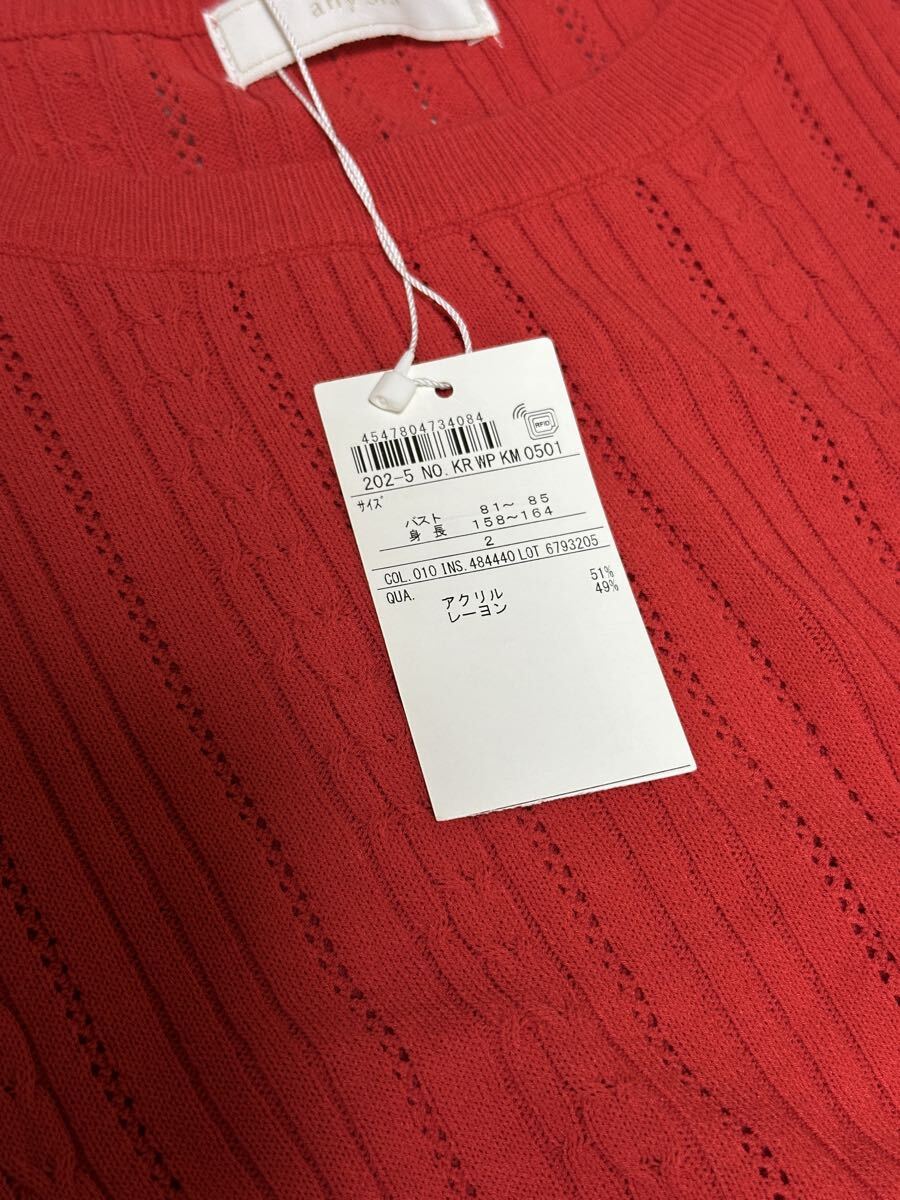 4547804734084
RFID
202-5 NO. KR WP KM 0501
サイズ
バスト 81～ 85
身 長 158～164
2
COL. 010 INS. 484440 LOT 6793205
QUA. アクリル 51%
レーヨン 49%